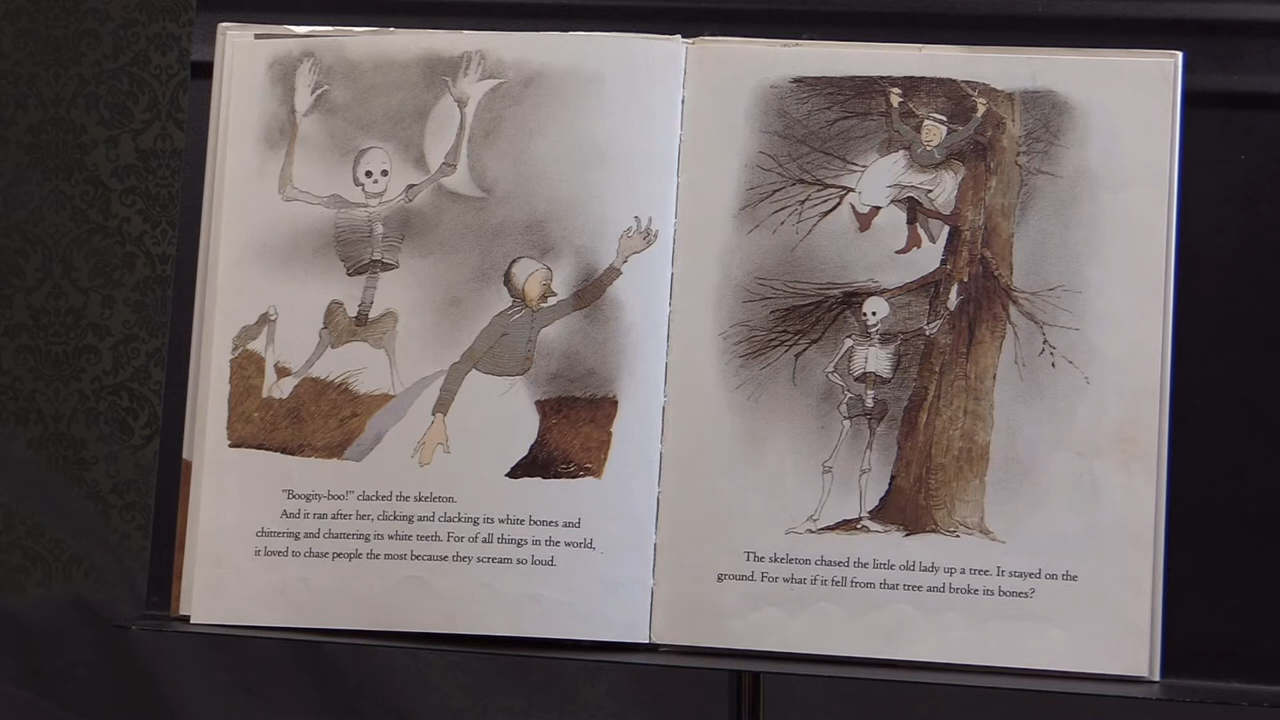 "Boogity-boo!" clacked the skeleton.
And it ran after her, clicking and clacking its white bones and
chittering and chattering its white teeth. For of all things in the world,
it loved to chase people the most because they scream so loud.
The skeleton chased the little old lady up a tree. It stayed on the
ground. For what if it fell from that tree and broke its bones?